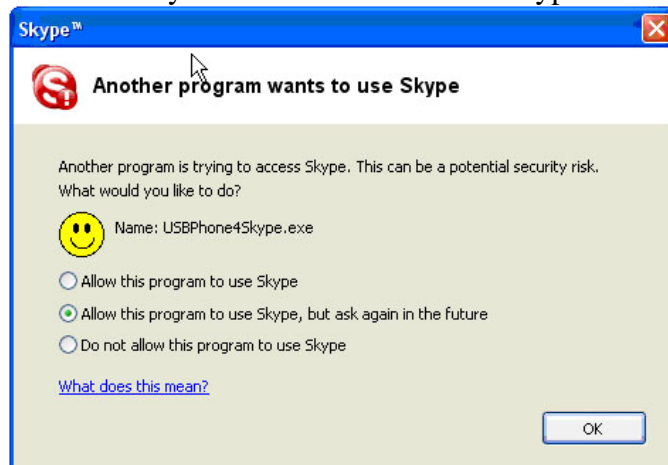 Skype™
Another program wants to use Skype
Another program is trying to access Skype. This can be a potential security risk.
What would you like to do?
Name: USBPhone4Skype.exe
Allow this program to use Skype
Allow this program to use Skype, but ask again in the future
Do not allow this program to use Skype
What does this mean?
OK